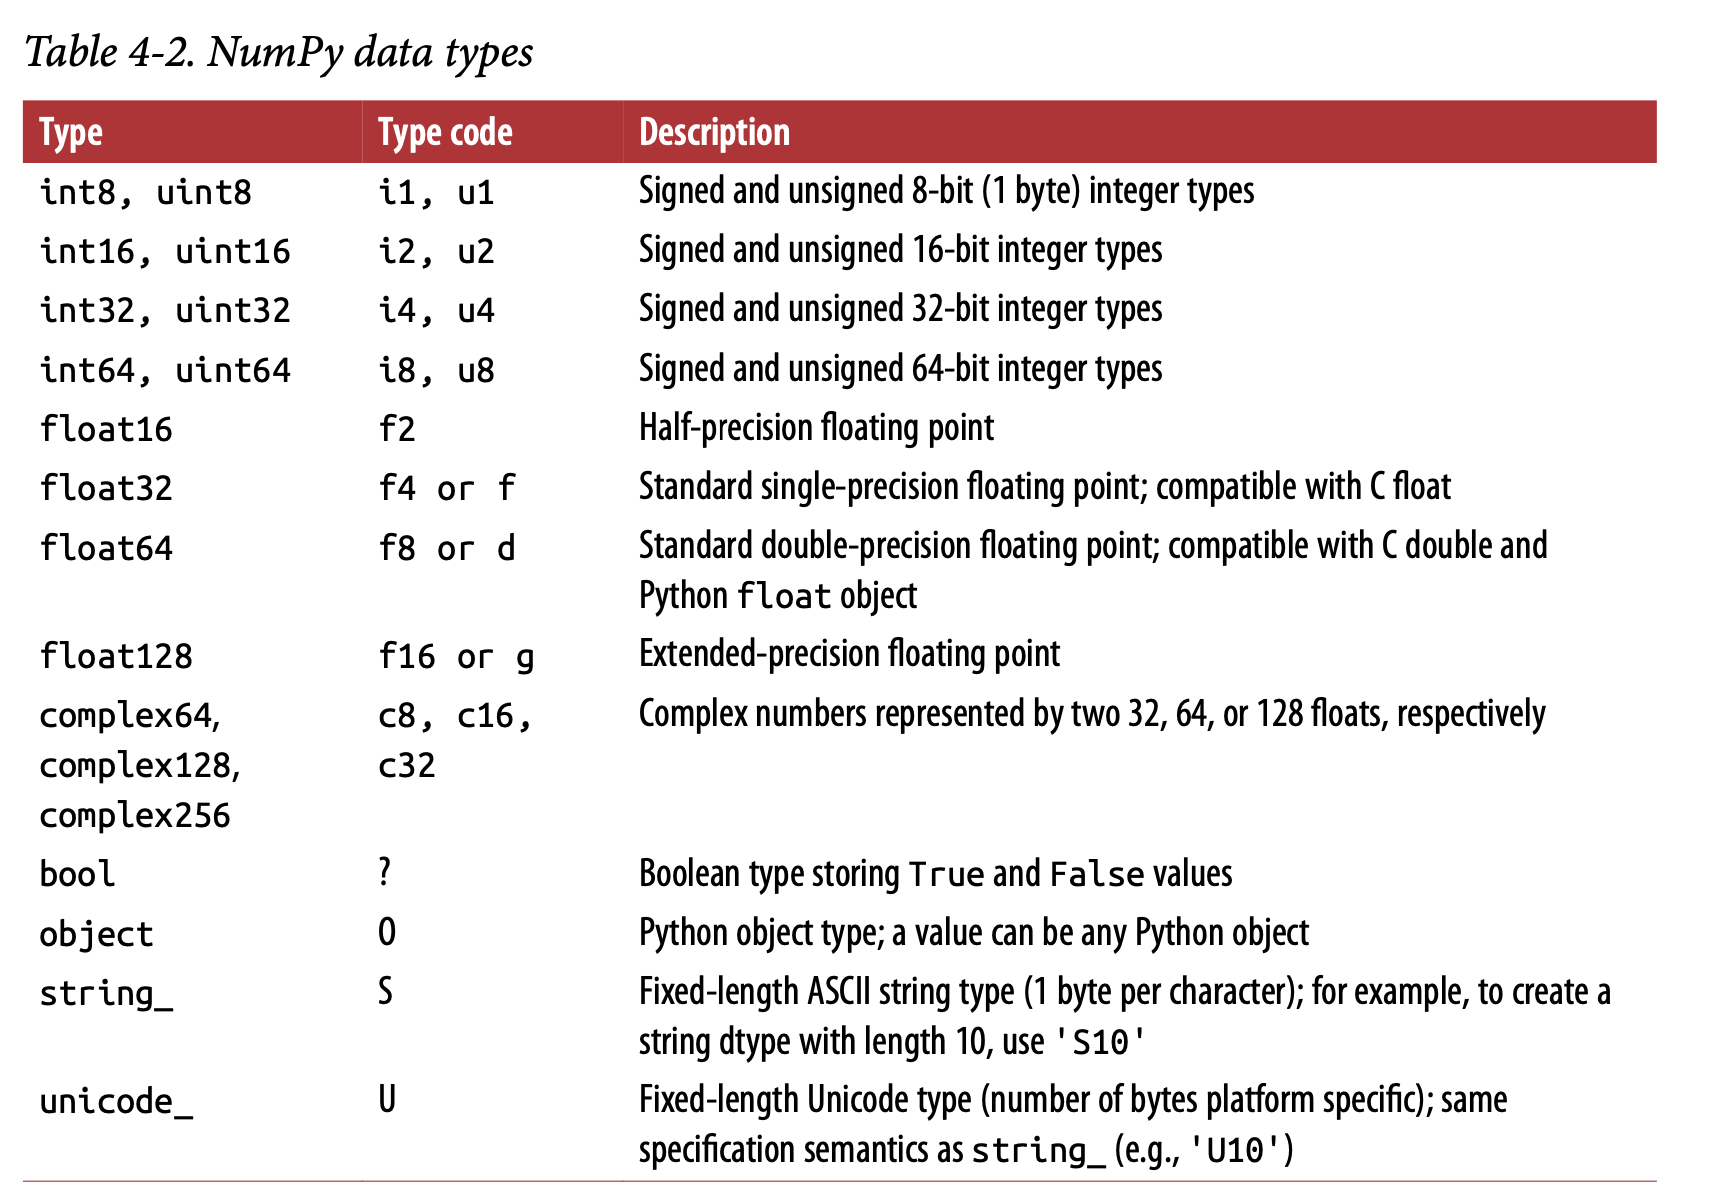 Table 4-2. NumPy data types
Type Type code Description
int8, uint8 i1, u1 Signed and unsigned 8-bit (1 byte) integer types
int16, uint16 i2, u2 Signed and unsigned 16-bit integer types
int32, uint32 i4, u4 Signed and unsigned 32-bit integer types
int64, uint64 i8, u8 Signed and unsigned 64-bit integer types
float16 f2 Half-precision floating point
float32 f4 or f Standard single-precision floating point; compatible with C float
float64 f8 or d Standard double-precision floating point; compatible with C double and
Python float object
float128 f16 or g Extended-precision floating point
complex64, c8, c16, Complex numbers represented by two 32, 64, or 128 floats, respectively
complex128, c32
complex256
bool ? Boolean type storing True and False values
object O Python object type; a value can be any Python object
string_ S Fixed-length ASCII string type (1 byte per character); for example, to create a
string dtype with length 10, use 'S10'
unicode_ U Fixed-length Unicode type (number of bytes platform specific); same
specification semantics as string_ (e.g., 'U10')